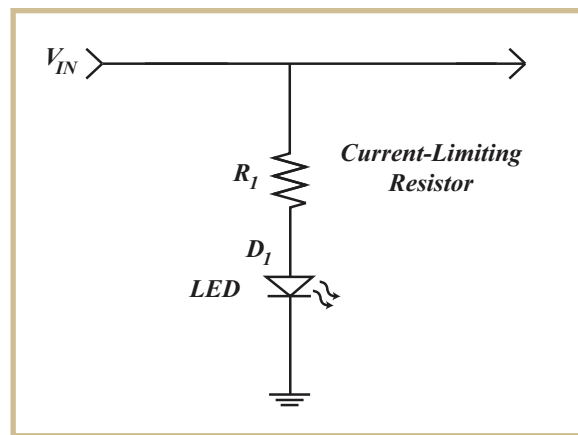 V_IN
Current-Limiting
Resistor
R_1
D_1
LED